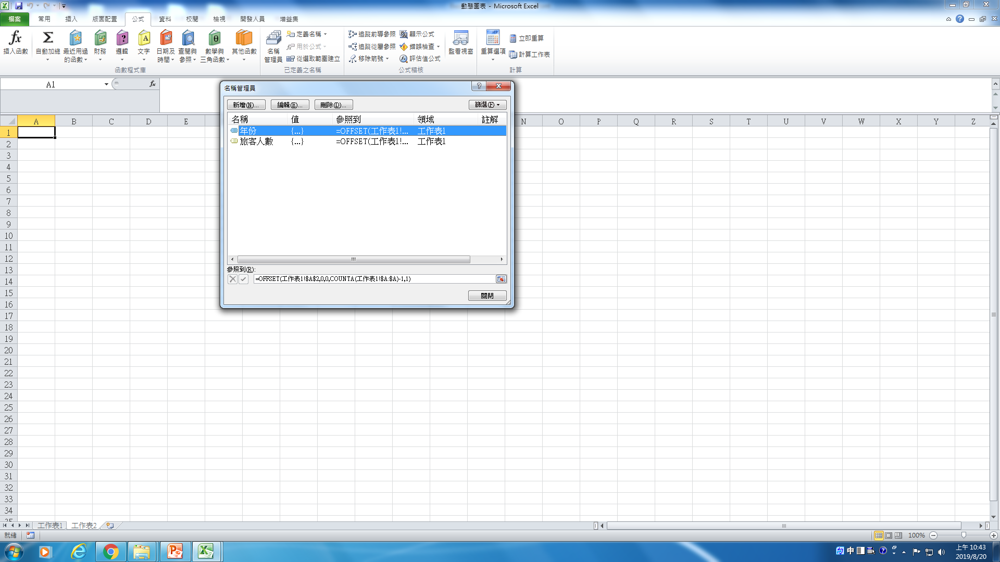 動態圖表 - Microsoft Excel
檔案 常用 插入 版面配置 公式 資料 校閱 檢視 開發人員 增益集
fx 插入函數
Σ 自動加總
最近用過的函數
財務
邏輯
文字
日期及時間
查閱與參照
數學與三角函數
其他函數
函數程式庫
名稱管理員
定義名稱
用於公式
從選取範圍建立
已定義之名稱
追蹤前導參照
追蹤從屬參照
移除箭號
顯示公式
錯誤檢查
評估值公式
公式稽核
監看視窗
重算選項
立即重算
計算工作表
計算
A1 fx
名稱管理員
新增(N)... 編輯(E)... 刪除(D)... 篩選(F)
名稱 值 參照到 領域 註解
年份 {...} =OFFSET(工作表1!... 工作表1
旅客人數 {...} =OFFSET(工作表1!... 工作表1
參照到(R):
=OFFSET(工作表1!$A$2,0,0,COUNTA(工作表1!$A:$A)-1,1)
關閉
A B C D E N O P Q R S T U V W X Y Z
1
2
3
4
5
6
7
8
9
10
11
12
13
14
15
16
17
18
19
20
21
22
23
24
25
26
27
28
29
30
31
32
33
34
35
工作表1 工作表2
就緒 100%
中 上午 10:43
2019/8/20